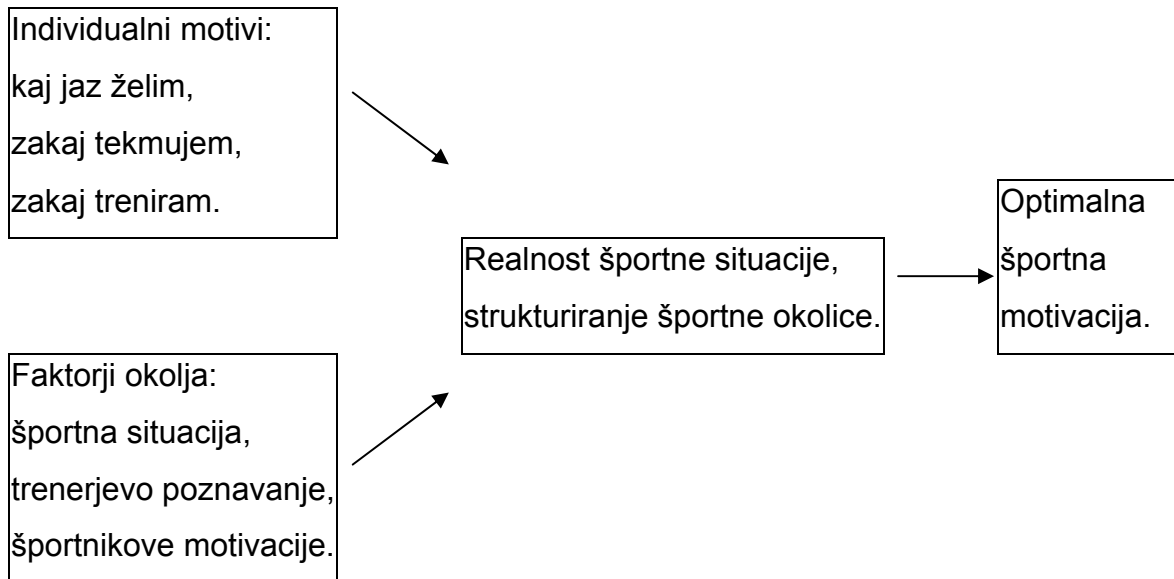 Individualni motivi:
kaj jaz želim,
zakaj tekmujem,
zakaj treniram.
Faktorji okolja:
športna situacija,
trenerjevo poznavanje,
športnikove motivacije.
Realnost športne situacije,
strukturiranje športne okolice.
Optimalna
športna
motivacija.